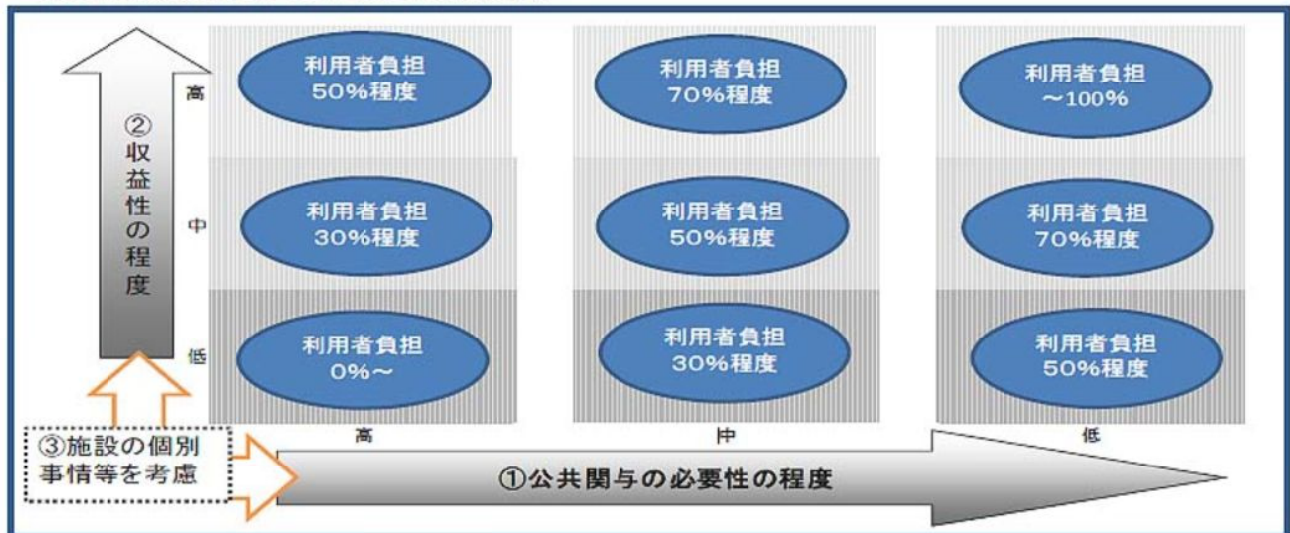 利用者負担
50%程度
利用者負担
70%程度
利用者負担
～100%
高
②収益性の程度
利用者負担
30%程度
利用者負担
50%程度
利用者負担
70%程度
中
利用者負担
0%～
利用者負担
30%程度
利用者負担
50%程度
低
高
中
低
③施設の個別
事情等を考慮
①公共関与の必要性の程度